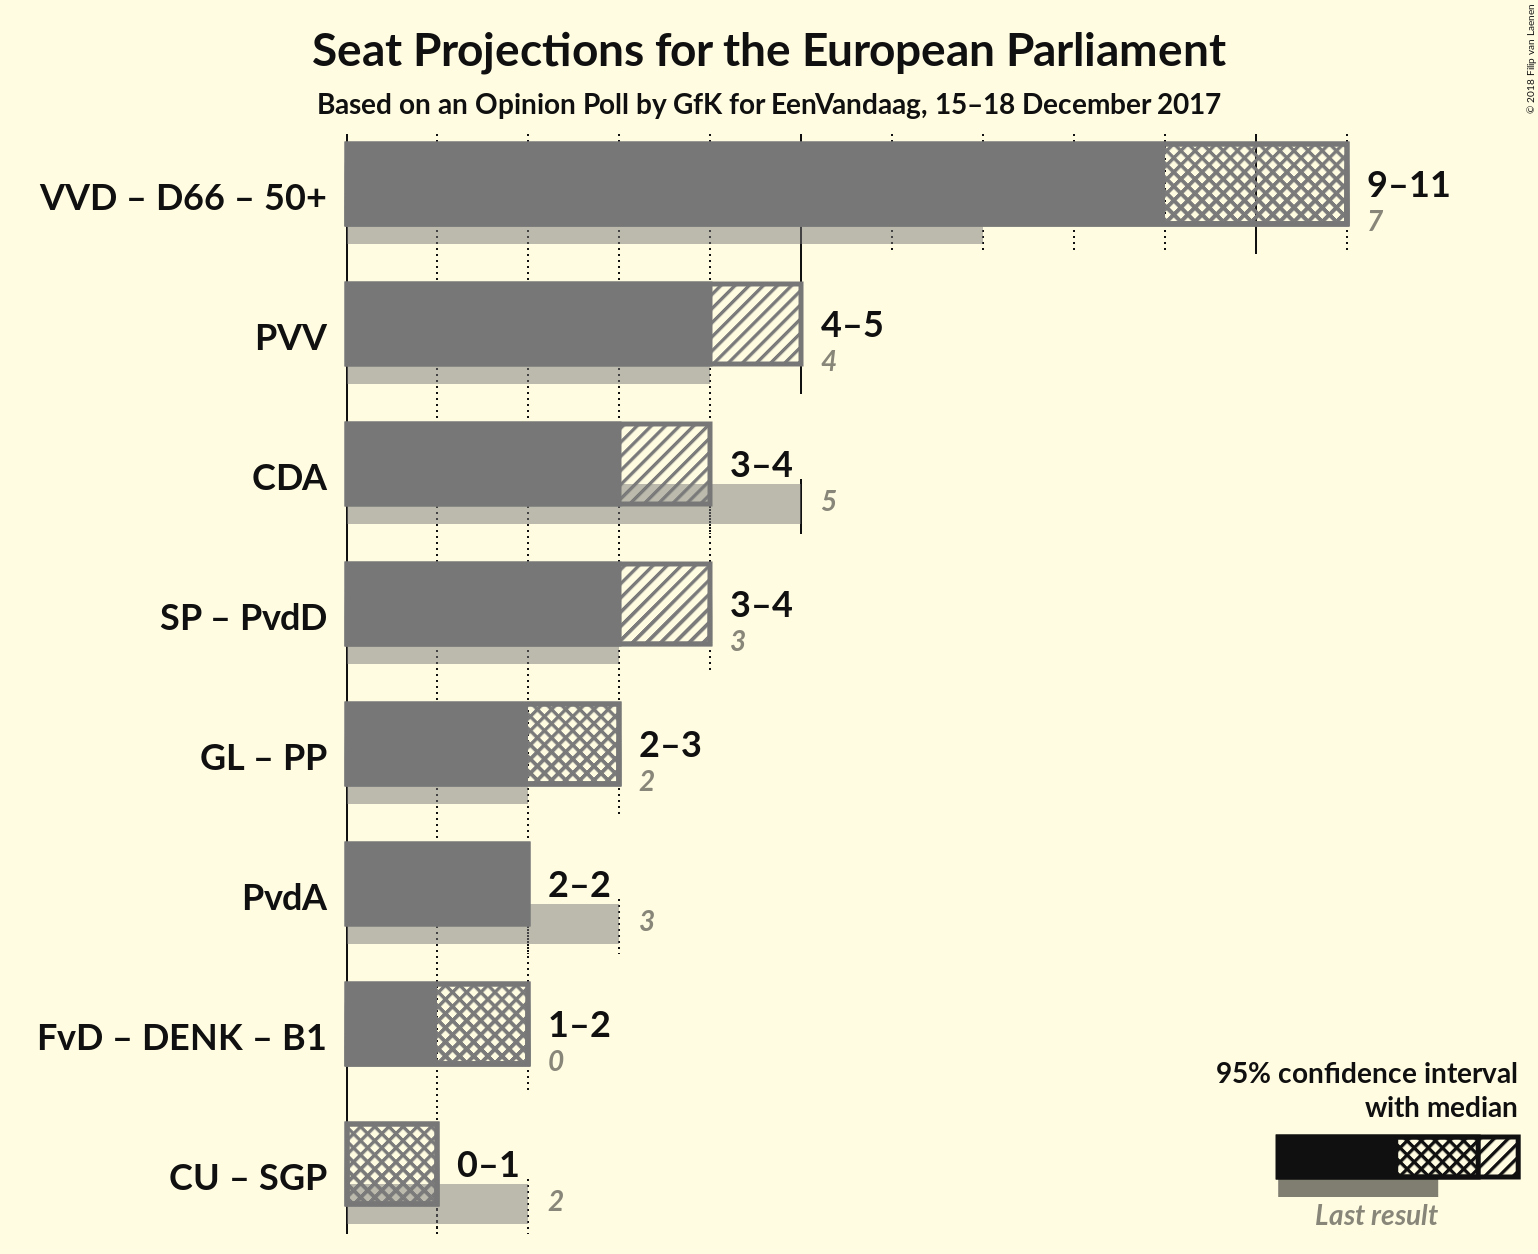 Seat Projections for the European Parliament
Based on an Opinion Poll by GfK for EenVandaag, 15–18 December 2017
© 2018 Filip van Laenen
VVD – D66 – 50+
9–11
7
PVV
4–5
4
CDA
3–4
5
SP – PvdD
3–4
3
GL – PP
2–3
2
PvdA
2–2
3
FvD – DENK – B1
1–2
0
CU – SGP
0–1
2
95% confidence interval
with median
Last result